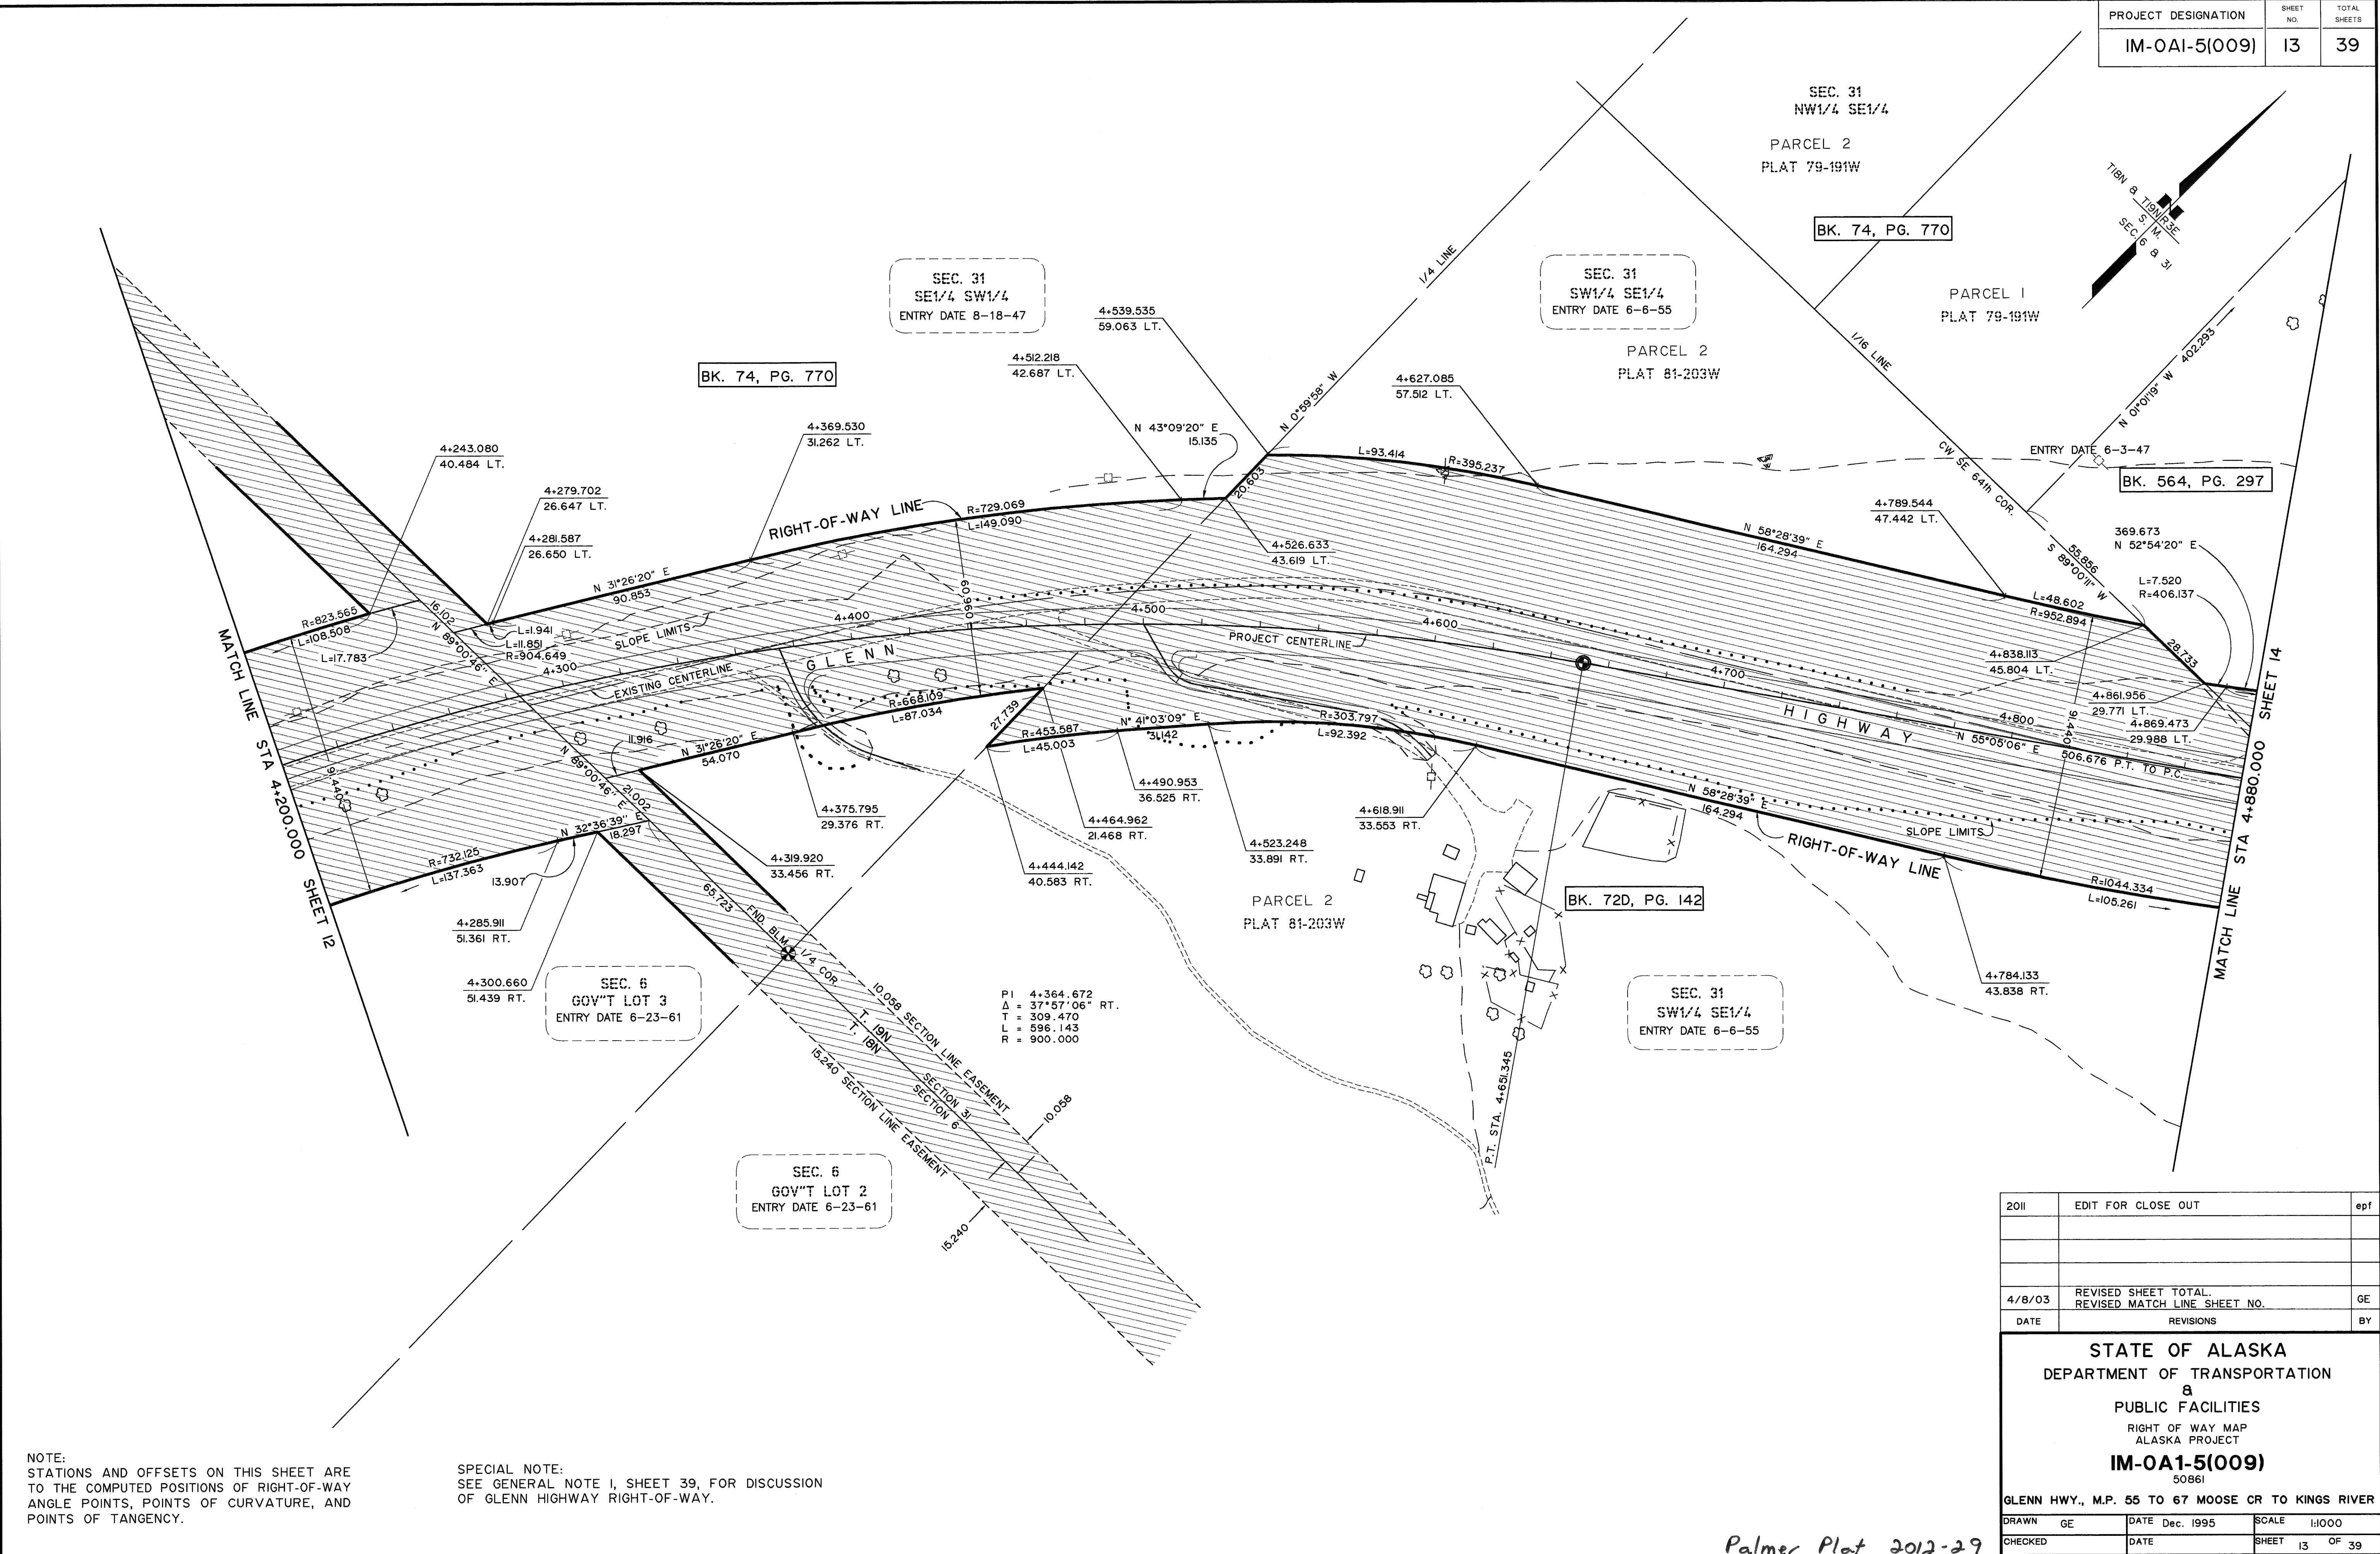 PROJECT DESIGNATION
SHEET NO.
TOTAL SHEETS
IM-0A1-5(009)
13
39
SEC. 31
NW1/4 SE1/4
PARCEL 2
PLAT 79-191W
BK. 74, PG. 770
T18N & T19N R3E
S. M.
SEC. 6 & 31
PARCEL 1
PLAT 79-191W
SEC. 31
SE1/4 SW1/4
ENTRY DATE 8-18-47
SEC. 31
SW1/4 SE1/4
ENTRY DATE 6-6-55
PARCEL 2
PLAT 81-203W
1/4 LINE
1/16 LINE
N 01°01'19" W 402.293
N 0°59'58" W
BK. 74, PG. 770
4+539.535
59.063 LT.
4+512.218
42.687 LT.
4+627.085
57.512 LT.
N 43°09'20" E
15.135
4+369.530
31.262 LT.
4+243.080
40.484 LT.
4+279.702
26.647 LT.
4+281.587
26.650 LT.
CW SE 64th COR.
ENTRY DATE 6-3-47
BK. 564, PG. 297
4+789.544
47.442 LT.
369.673
N 52°54'20" E
L=93.414
R=395.237
20.603
RIGHT-OF-WAY LINE
R=729.069
L=149.090
4+526.633
43.619 LT.
N 58°28'39" E
164.294
55.856
S 89°00'11" W
L=7.520
R=406.137
N 31°26'20" E
90.853
60.960
L=48.602
R=952.894
28.733
R=823.565
L=108.508
L=17.783
16.102
N 89°00'46" E
L=1.941
L=11.851
R=904.649
SLOPE LIMITS
4+300
4+400
4+500
4+600
4+700
4+800
EXISTING CENTERLINE
PROJECT CENTERLINE
GLENN
HIGHWAY
4+838.113
45.804 LT.
4+861.956
29.771 LT.
4+869.473
29.988 LT.
91.440
N 55°05'06" E
506.676 P.T. TO P.C.
MATCH LINE STA 4+200.000 SHEET 12
MATCH LINE STA 4+880.000 SHEET 14
91.440
11.916
N 31°26'20" E
54.070
R=668.109
L=87.034
27.739
R=453.587
L=45.003
N 41°03'09" E
31.142
R=303.797
L=92.392
N 89°00'46" E
21.002
N 32°36'39" E
18.297
R=732.125
L=137.363
13.907
4+375.795
29.376 RT.
4+490.953
36.525 RT.
4+464.962
21.468 RT.
4+618.911
33.553 RT.
4+523.248
33.891 RT.
4+319.920
33.456 RT.
4+444.142
40.583 RT.
N 58°28'39" E
164.294
SLOPE LIMITS
RIGHT-OF-WAY LINE
R=1044.334
L=105.261
4+285.911
51.361 RT.
4+300.660
51.439 RT.
65.723
FND. BLM
1/4 COR.
PARCEL 2
PLAT 81-203W
BK. 72D, PG. 142
4+784.133
43.838 RT.
SEC. 6
GOV"T LOT 3
ENTRY DATE 6-23-61
PI 4+364.672
Δ = 37°57'06" RT.
T = 309.470
L = 596.143
R = 900.000
SEC. 31
SW1/4 SE1/4
ENTRY DATE 6-6-55
10.058 SECTION LINE EASEMENT
T. 19N
T. 18N
SECTION 31
SECTION 6
15.240 SECTION LINE EASEMENT
10.058
15.240
P.T. STA. 4+651.345
SEC. 6
GOV"T LOT 2
ENTRY DATE 6-23-61
2011 EDIT FOR CLOSE OUT epf
4/8/03 REVISED SHEET TOTAL. GE
REVISED MATCH LINE SHEET NO.
DATE REVISIONS BY
STATE OF ALASKA
DEPARTMENT OF TRANSPORTATION
&
PUBLIC FACILITIES
RIGHT OF WAY MAP
ALASKA PROJECT
IM-0A1-5(009)
50861
GLENN HWY., M.P. 55 TO 67 MOOSE CR TO KINGS RIVER
DRAWN GE DATE Dec. 1995 SCALE 1:1000
CHECKED DATE SHEET 13 OF 39
NOTE:
STATIONS AND OFFSETS ON THIS SHEET ARE
TO THE COMPUTED POSITIONS OF RIGHT-OF-WAY
ANGLE POINTS, POINTS OF CURVATURE, AND
POINTS OF TANGENCY.
SPECIAL NOTE:
SEE GENERAL NOTE 1, SHEET 39, FOR DISCUSSION
OF GLENN HIGHWAY RIGHT-OF-WAY.
Palmer Plat 2012-29